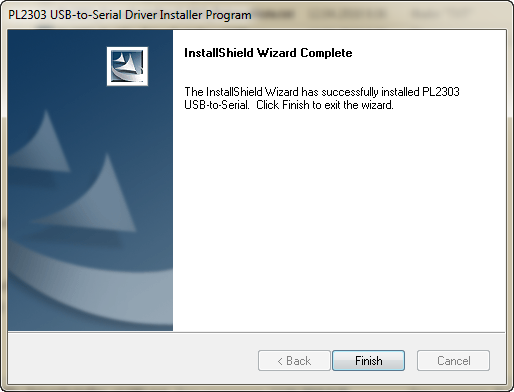 PL2303 USB-to-Serial Driver Installer Program
InstallShield Wizard Complete
The InstallShield Wizard has successfully installed PL2303
USB-to-Serial. Click Finish to exit the wizard.
< Back
Finish
Cancel